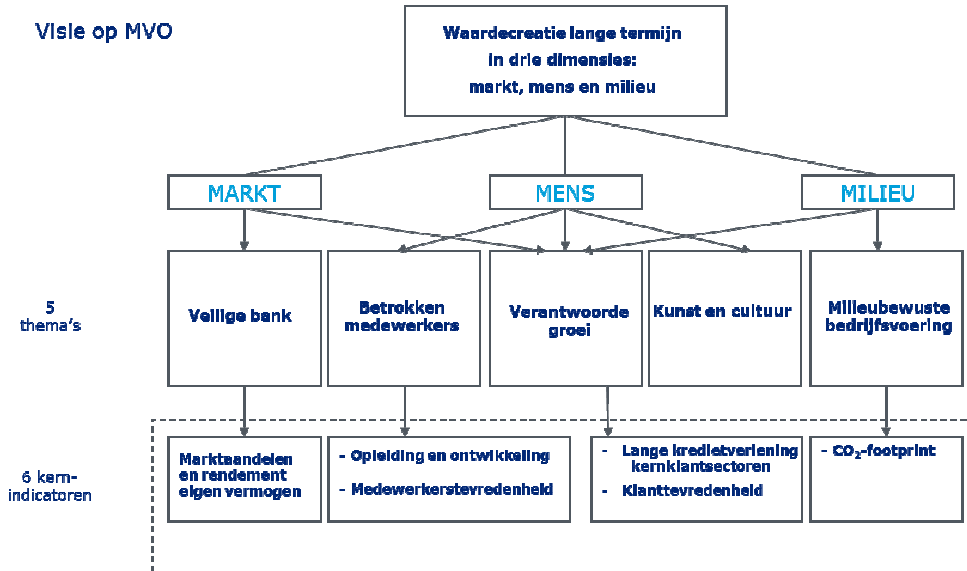 Visie op MVO
Waardecreatie lange termijn
in drie dimensies:
markt, mens en milieu
MARKT
MENS
MILIEU
5
thema's
Veilige bank
Betrokken
medewerkers
Verantwoorde
groei
Kunst en cultuur
Milieubewuste
bedrijfsvoering
6 kern-
indicatoren
Marktaandelen
en rendement
eigen vermogen
- Opleiding en ontwikkeling
- Medewerkerstevredenheid
- Lange kredietverlening
kernklantsectoren
- Klanttevredenheid
- CO₂-footprint